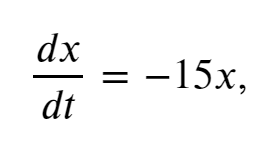 dx/dt = −15x,